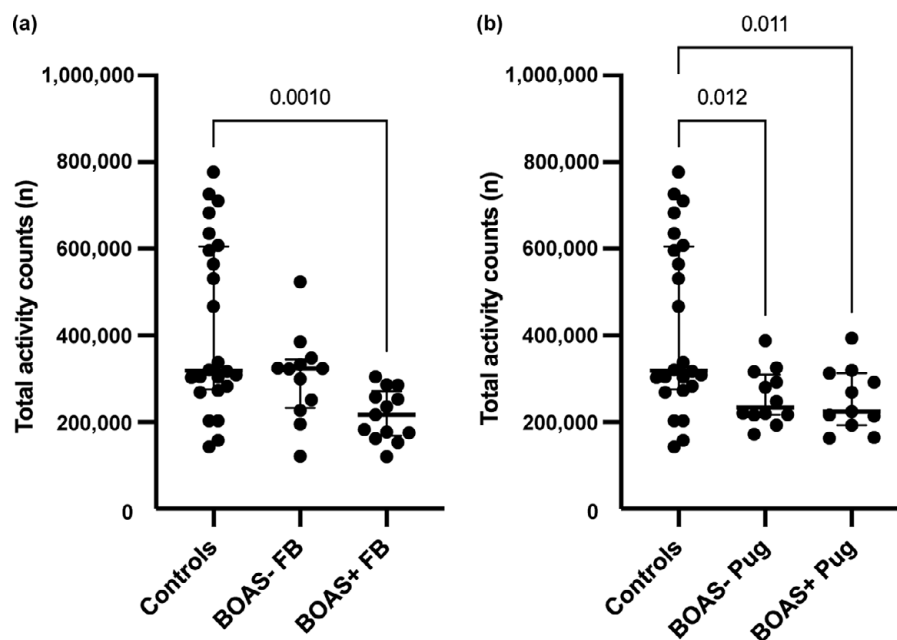 (a)
0.0010
Total activity counts (n)
1,000,000
800,000
600,000
400,000
200,000
0
Controls
BOAS- FB
BOAS+ FB
(b)
0.011
0.012
Total activity counts (n)
1,000,000
800,000
600,000
400,000
200,000
0
Controls
BOAS- Pug
BOAS+ Pug